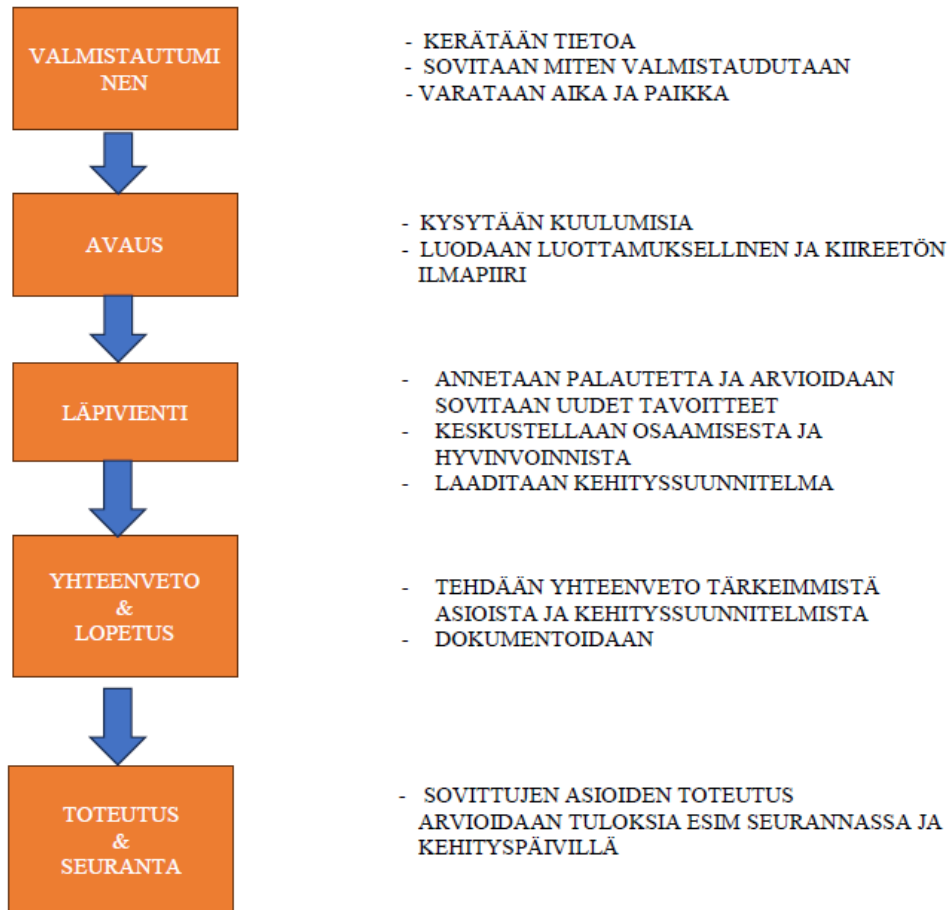 VALMISTAUTUMI
NEN
- KERÄTÄÄN TIETOA
- SOVITAAN MITEN VALMISTAUDUTAAN
- VARATAAN AIKA JA PAIKKA
AVAUS
- KYSYTÄÄN KUULUMISIA
- LUODAAN LUOTTAMUKSELLINEN JA KIIREETÖN
ILMAPIIRI
LÄPIVIENTI
- ANNETAAN PALAUTETTA JA ARVIOIDAAN
SOVITAAN UUDET TAVOITTEET
- KESKUSTELLAAN OSAAMISESTA JA
HYVINVOINNISTA
- LAADITAAN KEHITYSSUUNNITELMA
YHTEENVETO
&
LOPETUS
- TEHDÄÄN YHTEENVETO TÄRKEIMMISTÄ
ASIOISTA JA KEHITYSSUUNNITELMISTA
- DOKUMENTOIDAAN
TOTEUTUS
&
SEURANTA
- SOVITTUJEN ASIOIDEN TOTEUTUS
ARVIOIDAAN TULOKSIA ESIM SEURANNASSA JA
KEHITYSPÄIVILLÄ